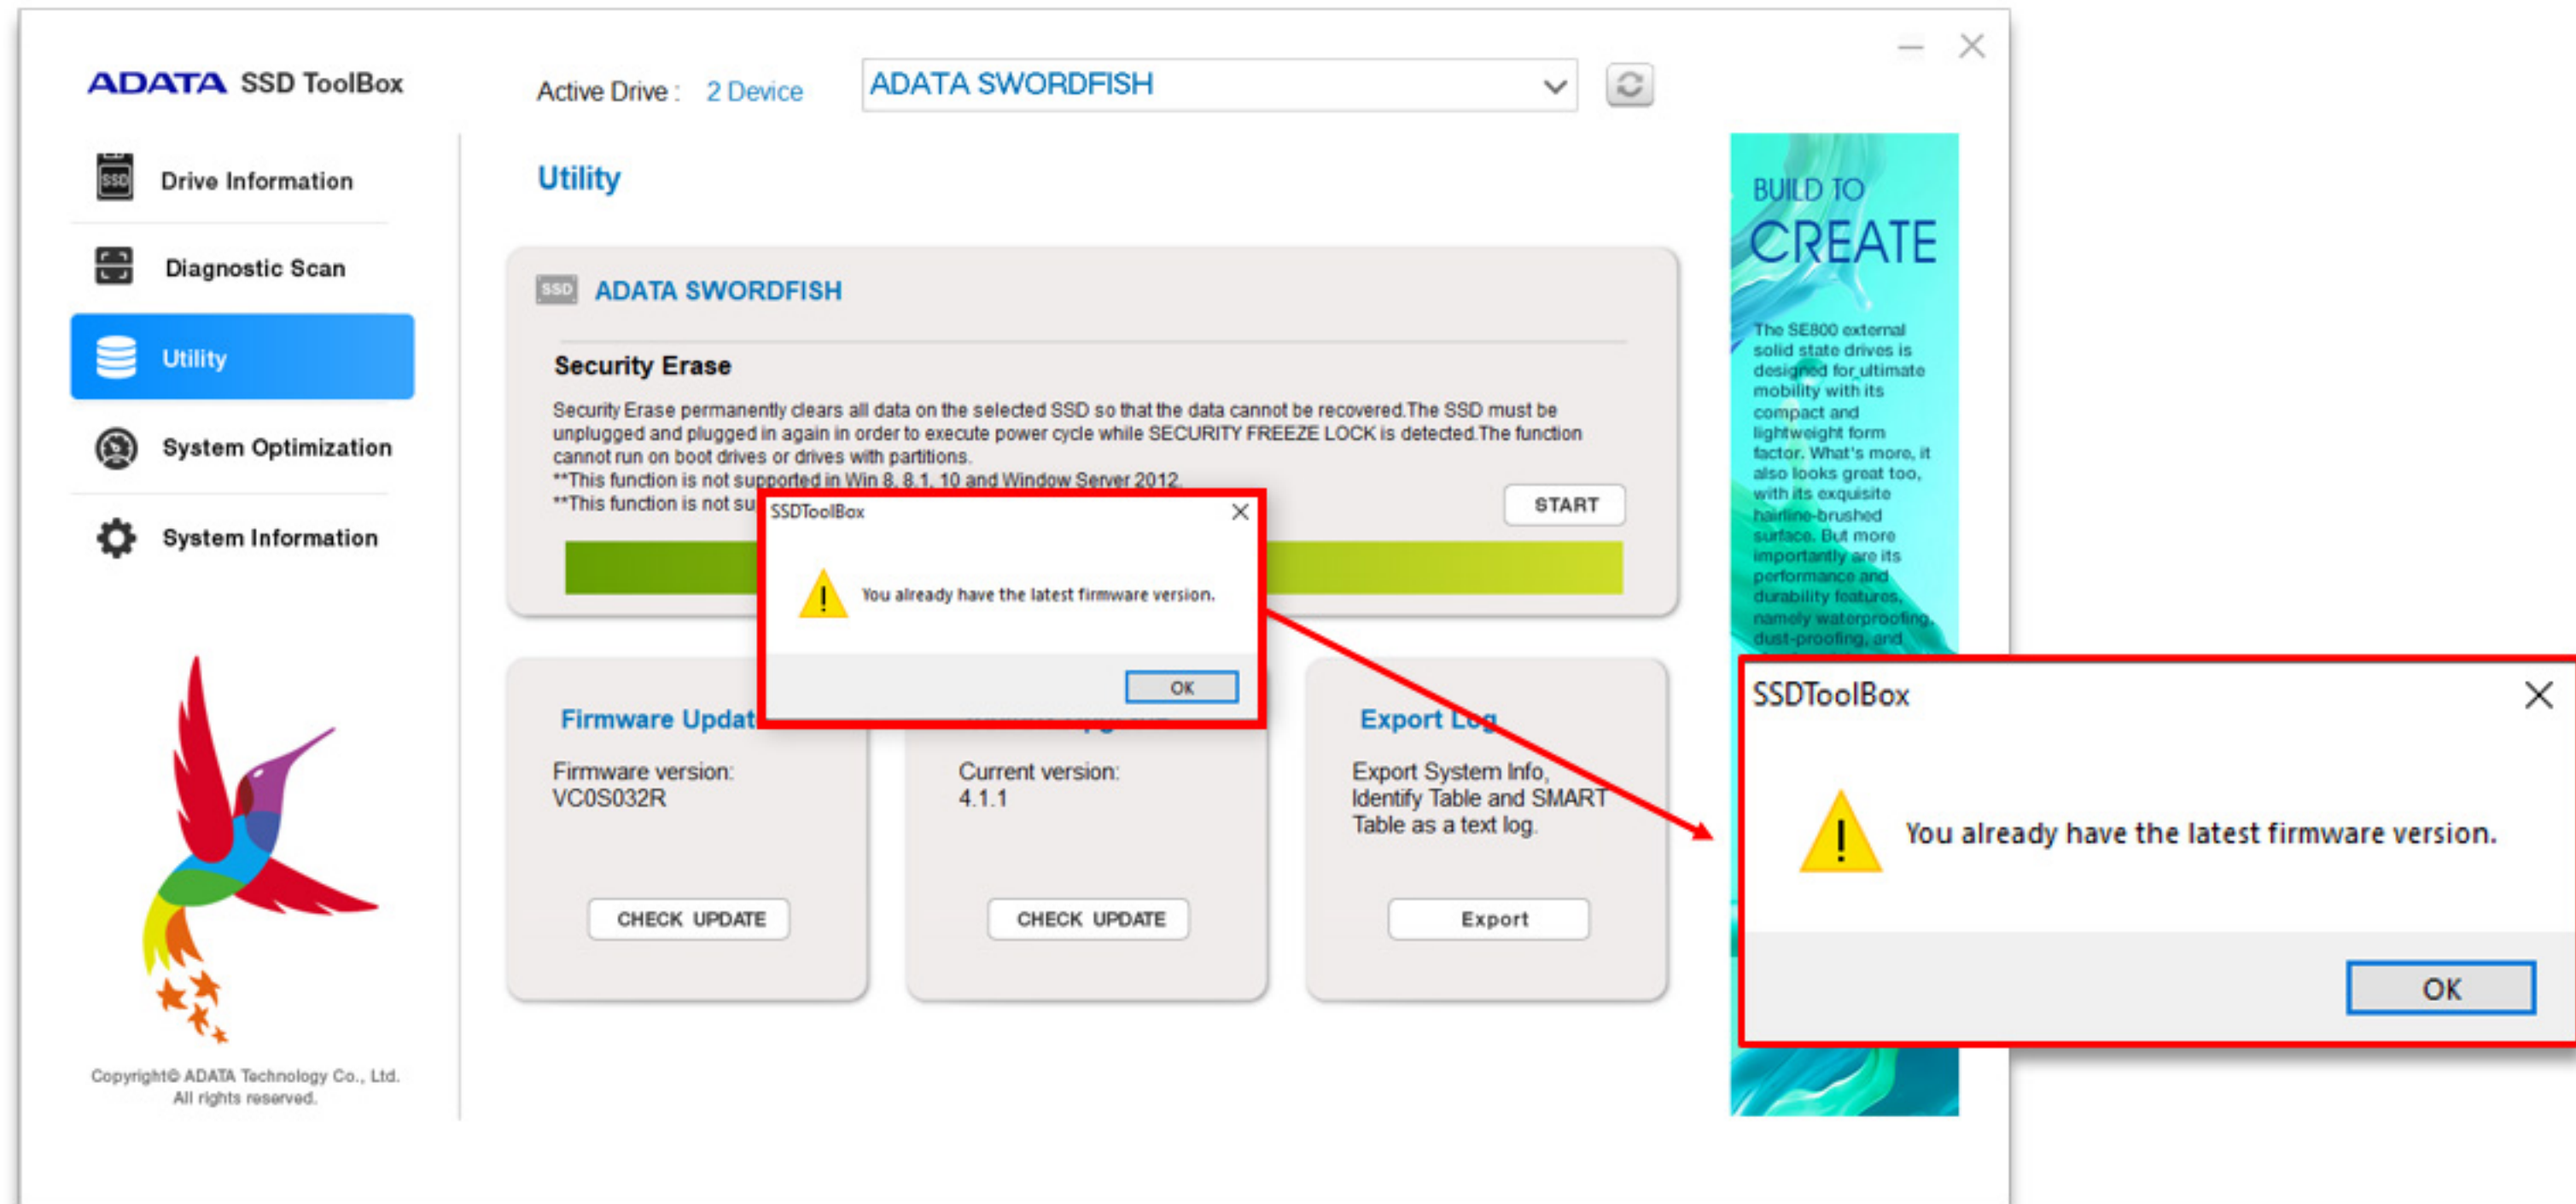 ADATA SSD ToolBox
Active Drive : 2 Device
ADATA SWORDFISH
SSD
Drive Information
Diagnostic Scan
Utility
System Optimization
System Information
Copyright© ADATA Technology Co., Ltd.
All rights reserved.
Utility
SSD ADATA SWORDFISH
Security Erase
Security Erase permanently clears all data on the selected SSD so that the data cannot be recovered.The SSD must be
unplugged and plugged in again in order to execute power cycle while SECURITY FREEZE LOCK is detected.The function
cannot run on boot drives or drives with partitions.
**This function is not supported in Win 8, 8.1, 10 and Window Server 2012.
**This function is not su
START
SSDToolBox
You already have the latest firmware version.
OK
Firmware Updat
Firmware version:
VC0S032R
CHECK UPDATE
Current version:
4.1.1
CHECK UPDATE
Export Log
Export System Info,
Identify Table and SMART
Table as a text log.
Export
BUILD TO
CREATE
The SE800 external
solid state drives is
designed for ultimate
mobility with its
compact and
lightweight form
factor. What's more, it
also looks great too,
with its exquisite
hairline-brushed
surface. But more
importantly are its
performance and
durability features,
namely waterproofing,
dust-proofing, and
SSDToolBox
You already have the latest firmware version.
OK